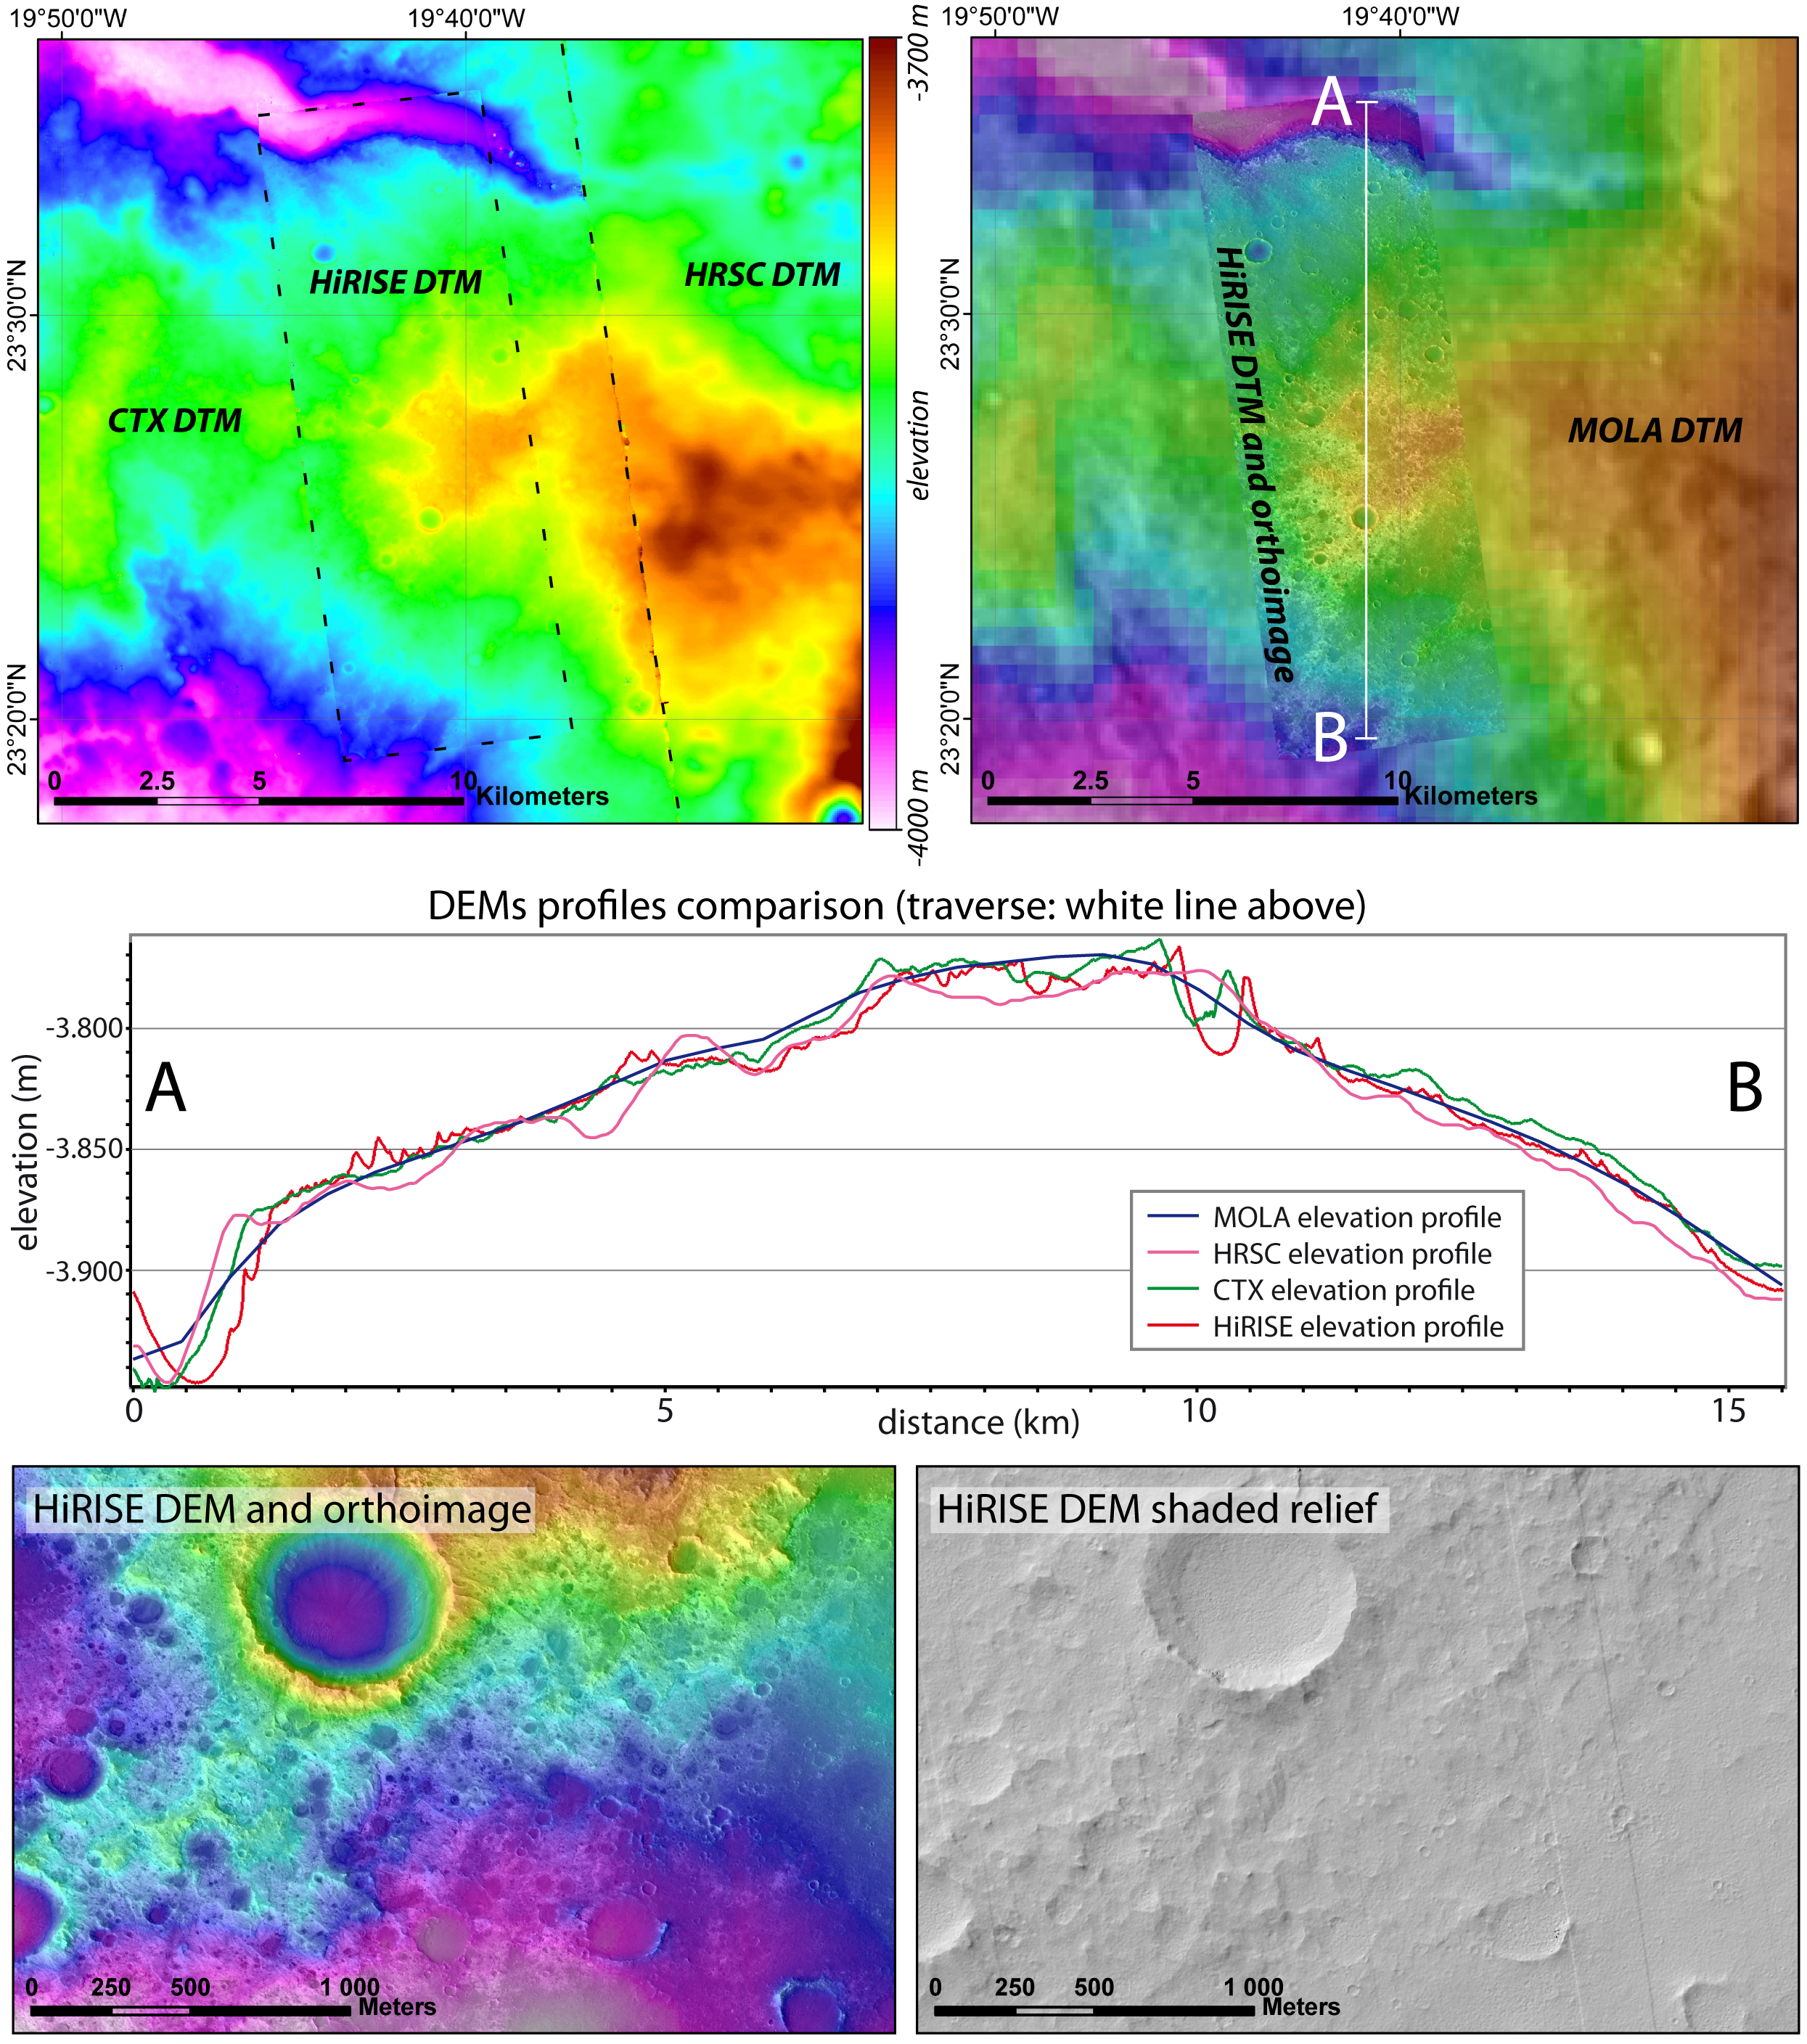 19°50'0"W
19°40'0"W
23°30'0"N
23°20'0"N
HiRISE DTM
HRSC DTM
CTX DTM
0
2.5
5
10
Kilometers
-3700 m
elevation
-4000 m
19°50'0"W
19°40'0"W
23°30'0"N
23°20'0"N
A
HiRISE DTM and orthoimage
MOLA DTM
B
0
2.5
5
10
Kilometers
DEMs profiles comparison (traverse: white line above)
elevation (m)
-3.800
-3.850
-3.900
A
B
MOLA elevation profile
HRSC elevation profile
CTX elevation profile
HiRISE elevation profile
0
5
10
15
distance (km)
HiRISE DEM and orthoimage
0
250
500
1 000
Meters
HiRISE DEM shaded relief
0
250
500
1 000
Meters